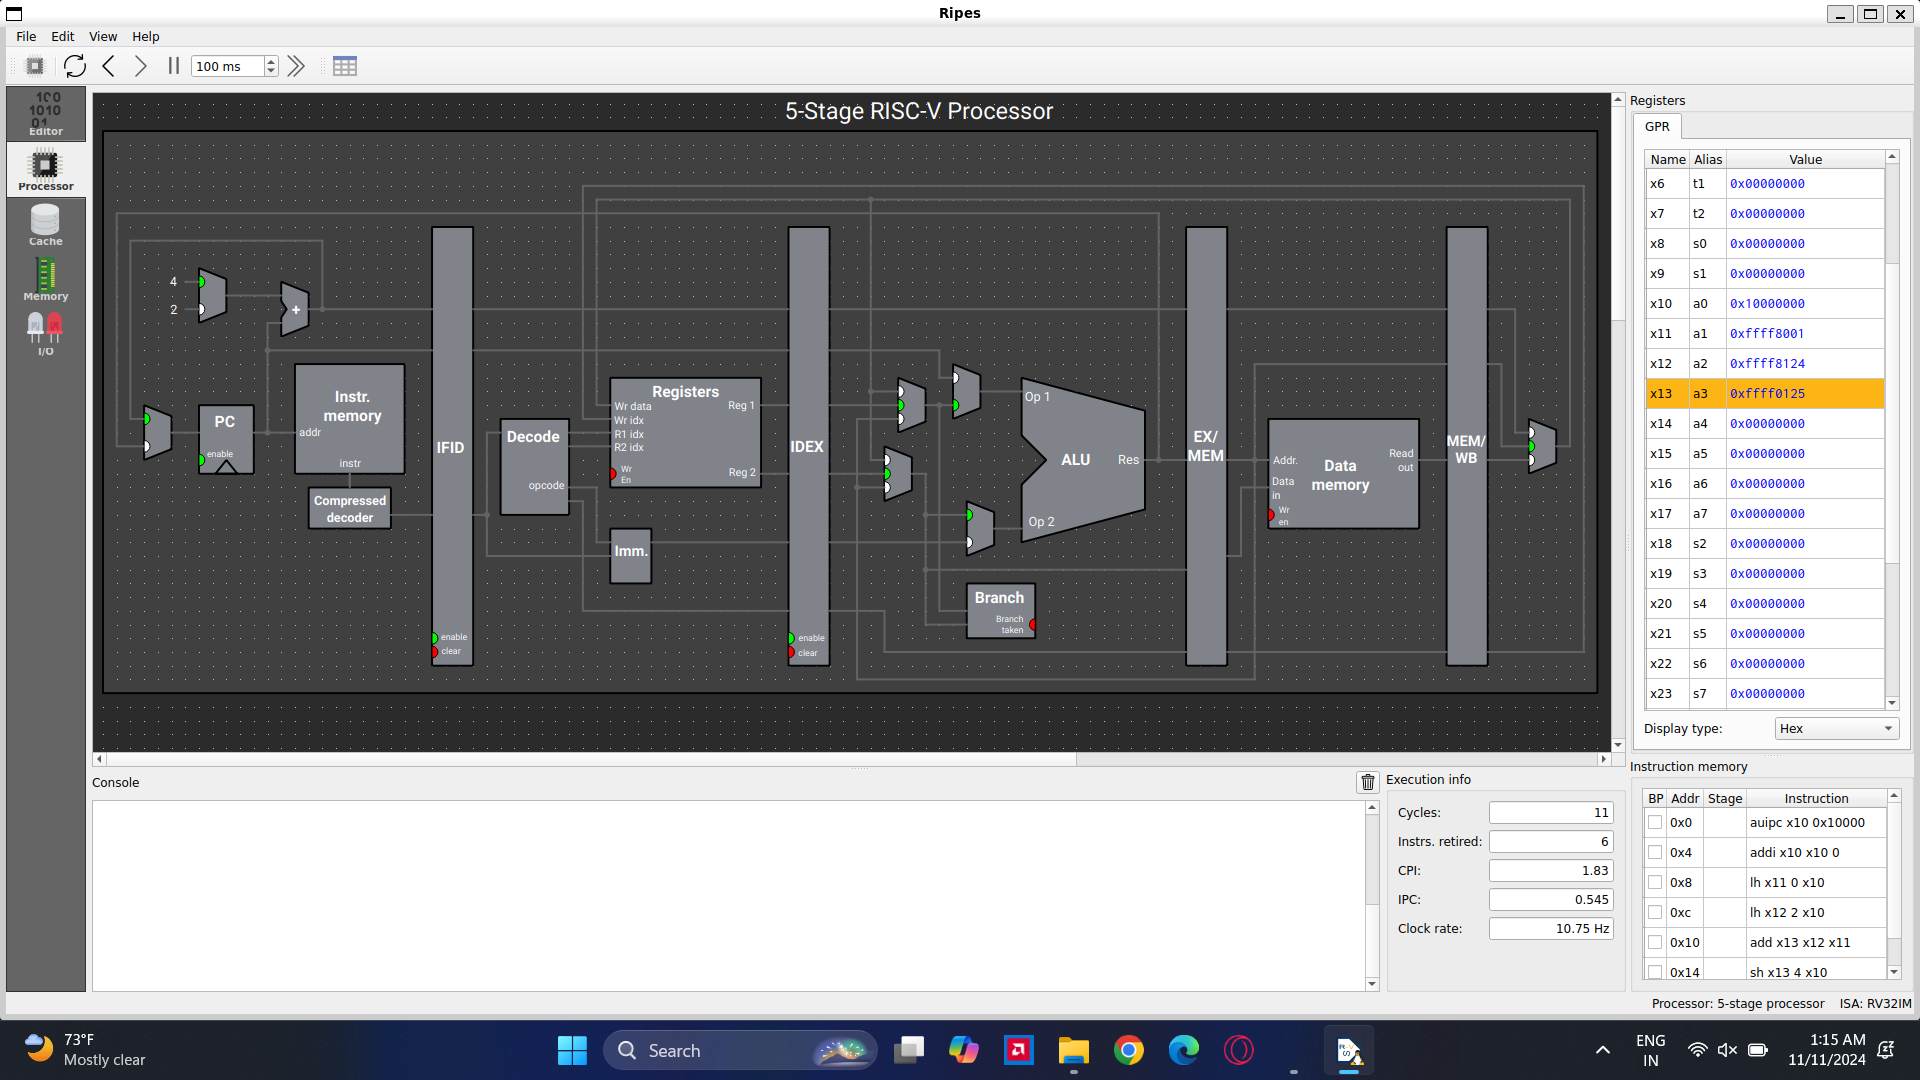 Ripes
File Edit View Help
100 ms
Editor
Processor
Cache
Memory
I/O
5-Stage RISC-V Processor
4
2
+
PC
enable
Instr.
memory
addr
instr
Compressed
decoder
IFID
enable
clear
Decode
opcode
Registers
Wr data
Wr idx
R1 idx
R2 idx
Wr
En
Reg 1
Reg 2
Imm.
IDEX
enable
clear
Op 1
ALU
Res
Op 2
Branch
Branch
taken
EX/
MEM
Addr.
Data
in
Wr
en
Data
memory
Read
out
MEM/
WB
Registers
GPR
Name Alias Value
x6 t1 0x00000000
x7 t2 0x00000000
x8 s0 0x00000000
x9 s1 0x00000000
x10 a0 0x10000000
x11 a1 0xffff8001
x12 a2 0xffff8124
x13 a3 0xffff0125
x14 a4 0x00000000
x15 a5 0x00000000
x16 a6 0x00000000
x17 a7 0x00000000
x18 s2 0x00000000
x19 s3 0x00000000
x20 s4 0x00000000
x21 s5 0x00000000
x22 s6 0x00000000
x23 s7 0x00000000
Display type: Hex
Console
Execution info
Cycles: 11
Instrs. retired: 6
CPI: 1.83
IPC: 0.545
Clock rate: 10.75 Hz
Instruction memory
BP Addr Stage Instruction
0x0 auipc x10 0x10000
0x4 addi x10 x10 0
0x8 lh x11 0 x10
0xc lh x12 2 x10
0x10 add x13 x12 x11
0x14 sh x13 4 x10
Processor: 5-stage processor ISA: RV32IM
73°F
Mostly clear
Search
ENG
IN
1:15 AM
11/11/2024